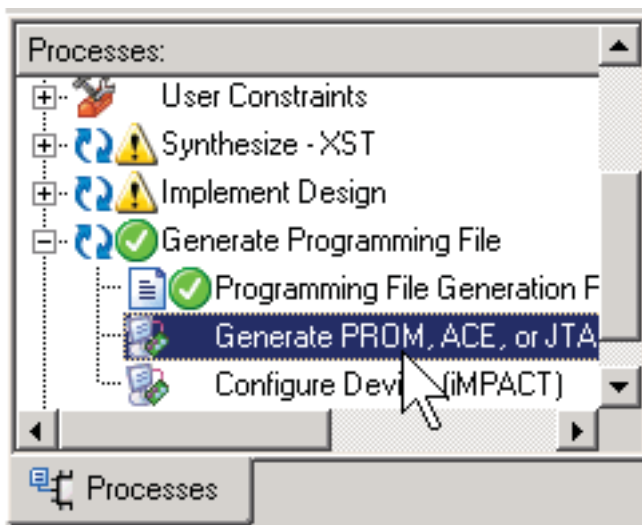 Processes:
User Constraints
Synthesize - XST
Implement Design
Generate Programming File
Programming File Generation F
Generate PROM, ACE, or JTA
Configure Devi (iMPACT)
Processes